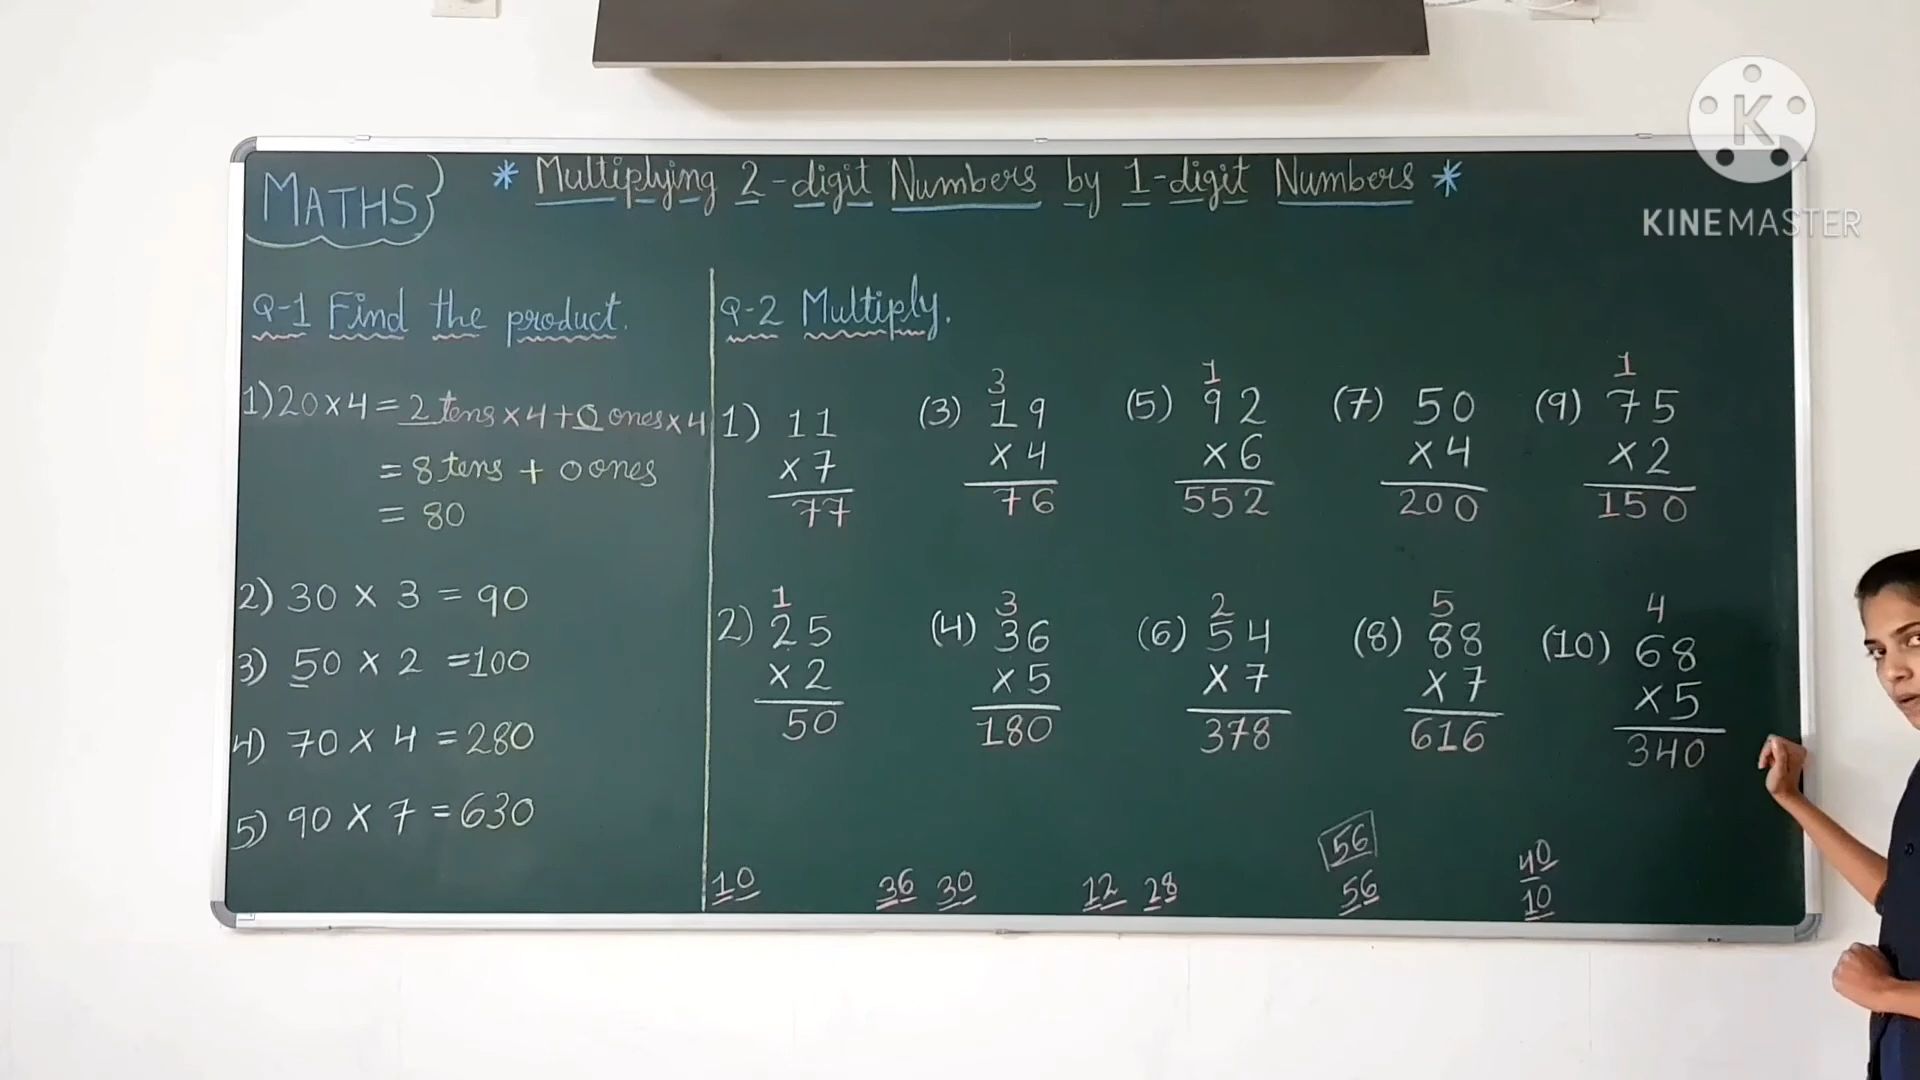 MATHS
* Multiplying 2-digit Numbers by 1-digit Numbers *
K
KINEMASTER
Q-1 Find the product.
1) 20 x 4 = 2 tens x 4 + 0 ones x 4
= 8 tens + 0 ones
= 80
2) 30 x 3 = 90
3) 50 x 2 = 100
4) 70 x 4 = 280
5) 90 x 7 = 630
Q-2 Multiply.
1) 11
x 7
77
3
(3) 19
x 4
76
1
(5) 92
x 6
552
(7) 50
x 4
200
1
(9) 75
x 2
150
1
2) 25
x 2
50
3
(4) 36
x 5
180
2
(6) 54
x 7
378
5
(8) 88
x 7
616
4
(10) 68
x 5
340
10
36 30
12 28
56
56
40
10